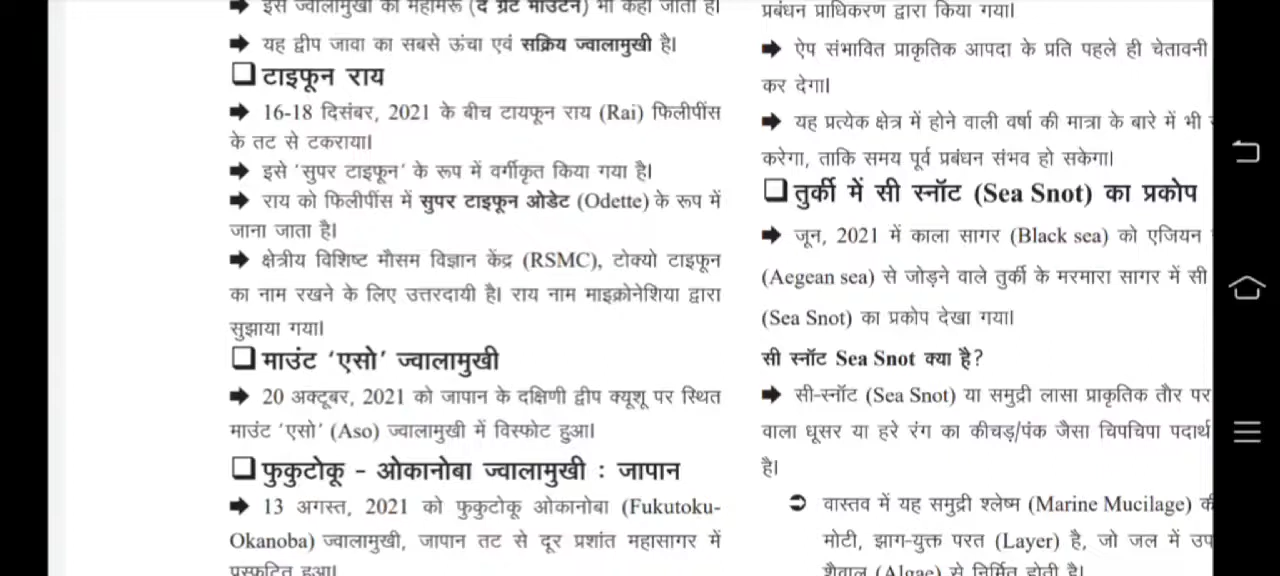 ➡ इस ज्वालामुखी को महामेरू (द ग्रेट माउंटेन) भी कहा जाता है।
➡ यह द्वीप जावा का सबसे ऊंचा एवं सक्रिय ज्वालामुखी है।
❑ टाइफून राय
➡ 16-18 दिसंबर, 2021 के बीच टायफून राय (Rai) फिलीपींस
के तट से टकराया।
➡ इसे 'सुपर टाइफून' के रूप में वर्गीकृत किया गया है।
➡ राय को फिलीपींस में सुपर टाइफून ओडेट (Odette) के रूप में
जाना जाता है।
➡ क्षेत्रीय विशिष्ट मौसम विज्ञान केंद्र (RSMC), टोक्यो टाइफून
का नाम रखने के लिए उत्तरदायी है। राय नाम माइक्रोनेशिया द्वारा
सुझाया गया।
❑ माउंट 'एसो' ज्वालामुखी
➡ 20 अक्टूबर, 2021 को जापान के दक्षिणी द्वीप क्यूशू पर स्थित
माउंट 'एसो' (Aso) ज्वालामुखी में विस्फोट हुआ।
❑ फुकुटोकू - ओकानोबा ज्वालामुखी : जापान
➡ 13 अगस्त, 2021 को फुकुटोकू ओकानोबा (Fukutoku-
Okanoba) ज्वालामुखी, जापान तट से दूर प्रशांत महासागर में
प्रस्फुटित हुआ।
प्रबंधन प्राधिकरण द्वारा किया गया।
➡ ऐप संभावित प्राकृतिक आपदा के प्रति पहले ही चेतावनी
कर देगा।
➡ यह प्रत्येक क्षेत्र में होने वाली वर्षा की मात्रा के बारे में भी
करेगा, ताकि समय पूर्व प्रबंधन संभव हो सकेगा।
❑ तुर्की में सी स्नॉट (Sea Snot) का प्रकोप
➡ जून, 2021 में काला सागर (Black sea) को एजियन
(Aegean sea) से जोड़ने वाले तुर्की के मरमारा सागर में सी
(Sea Snot) का प्रकोप देखा गया।
सी स्नॉट Sea Snot क्या है?
➡ सी-स्नॉट (Sea Snot) या समुद्री लासा प्राकृतिक तौर पर
वाला धूसर या हरे रंग का कीचड़/पंक जैसा चिपचिपा पदार्थ
है।
➲ वास्तव में यह समुद्री श्लेष्म (Marine Mucilage) की
मोटी, झाग-युक्त परत (Layer) है, जो जल में उप
शैवाल (Algae) से निर्मित होती है।